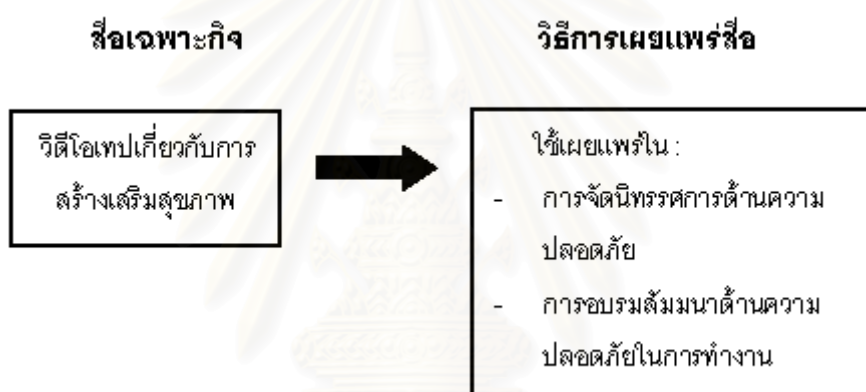 สื่อเฉพาะกิจ
วิธีการเผยแพร่สื่อ
วิดีโอเทปเกี่ยวกับการ
สร้างเสริมสุขภาพ
ใช้เผยแพร่ใน :
- การจัดนิทรรศการด้านความ
ปลอดภัย
- การอบรมสัมมนาด้านความ
ปลอดภัยในการทำงาน